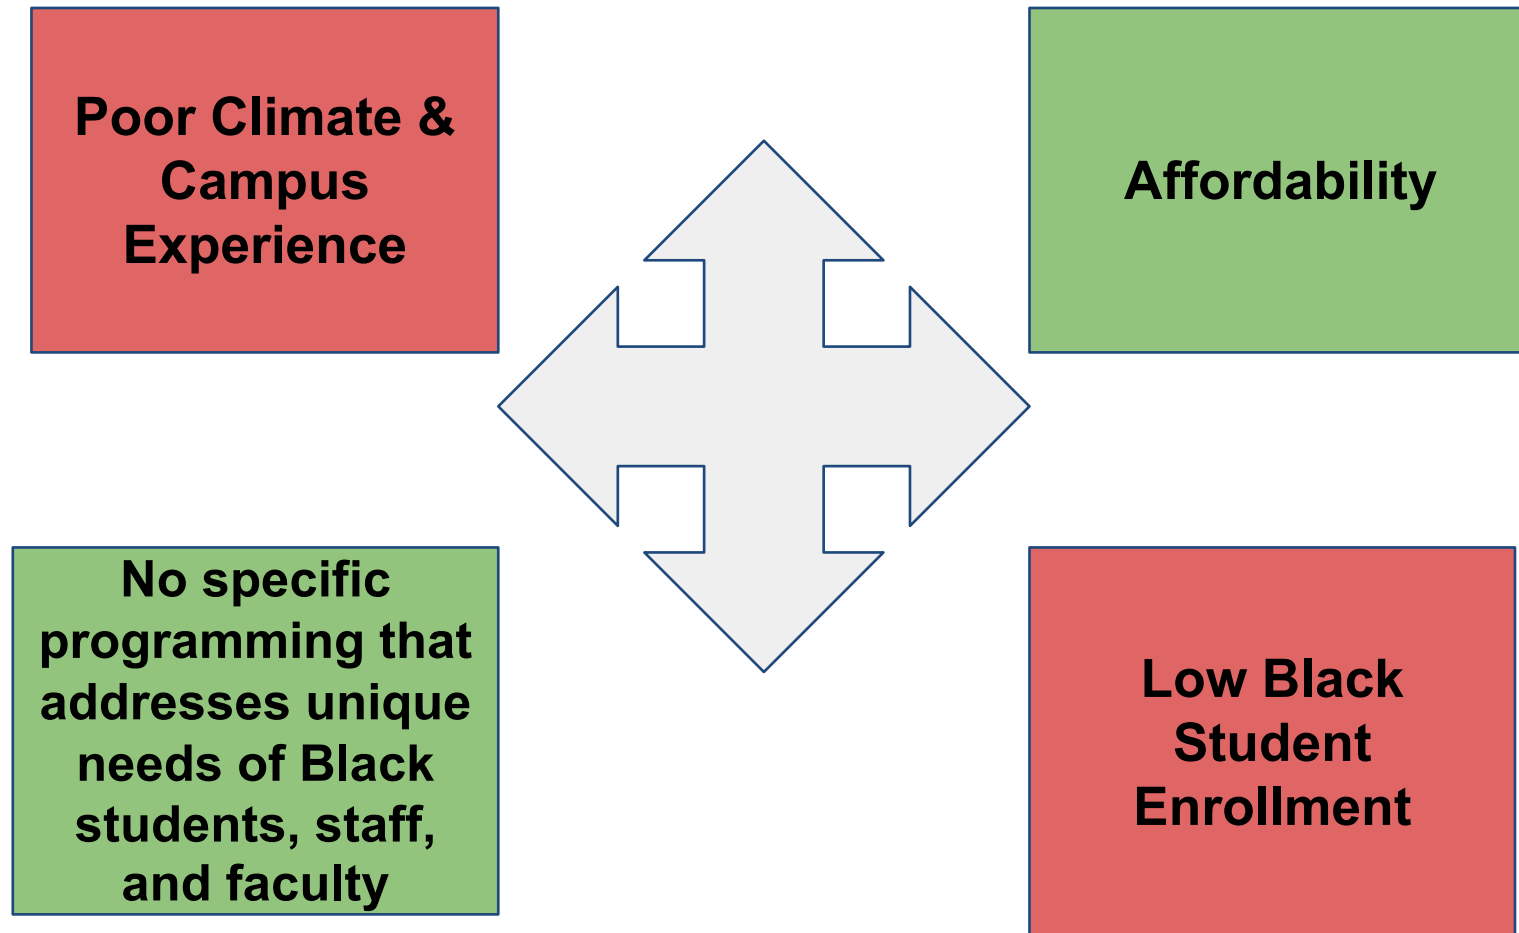 Poor Climate &
Campus
Experience
Affordability
No specific
programming that
addresses unique
needs of Black
students, staff,
and faculty
Low Black
Student
Enrollment